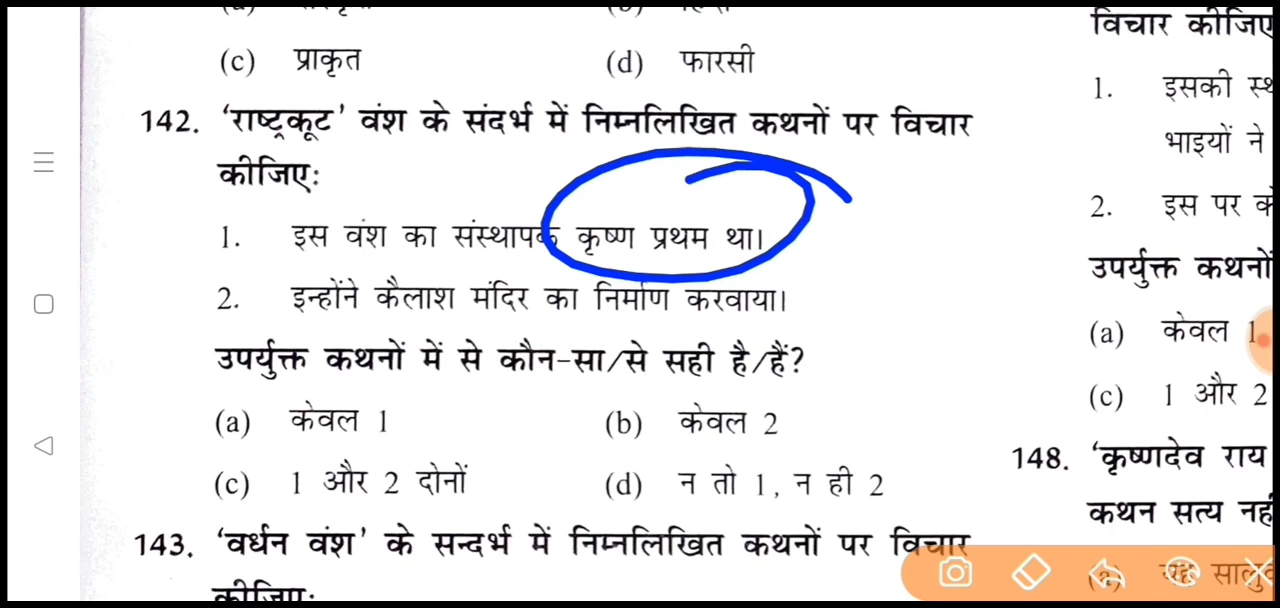 (c) प्राकृत (d) फारसी
142. 'राष्ट्रकूट' वंश के संदर्भ में निम्नलिखित कथनों पर विचार
कीजिए:
1. इस वंश का संस्थापक कृष्ण प्रथम था।
2. इन्होंने कैलाश मंदिर का निर्माण करवाया।
उपर्युक्त कथनों में से कौन-सा/से सही है/हैं?
(a) केवल 1 (b) केवल 2
(c) 1 और 2 दोनों (d) न तो 1, न ही 2
143. 'वर्धन वंश' के सन्दर्भ में निम्नलिखित कथनों पर विचार
कीजिए:
विचार कीजिए
1. इसकी
भाइयों ने
2. इस पर
उपर्युक्त कथनों
(a) केवल 1
(c) 1 और 2
148. 'कृष्णदेव राय
कथन सत्य
(a) यह